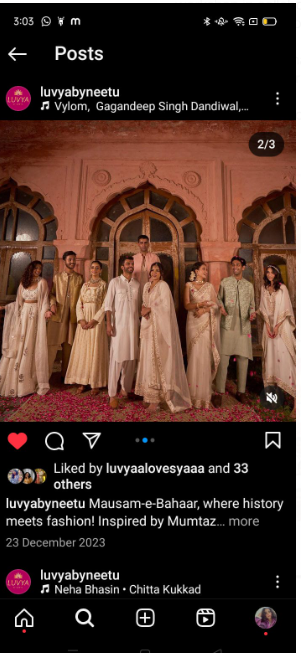 3:03
m
Posts
LUVYA
luvyabyneetu
Vylom, Gagandeep Singh Dandiwal,...
2/3
Liked by luvyaalovesyaaa and 33
others
luvyabyneetu Mausam-e-Bahaar, where history
meets fashion! Inspired by Mumtaz... more
23 December 2023
LUVYA
luvyabyneetu
Neha Bhasin • Chitta Kukkad